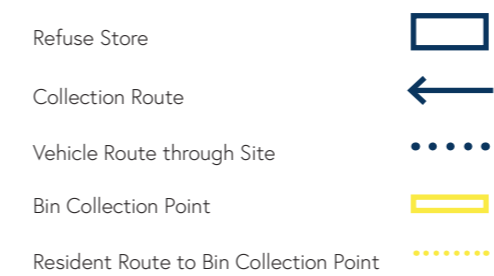 Refuse Store
Collection Route
Vehicle Route through Site
Bin Collection Point
Resident Route to Bin Collection Point